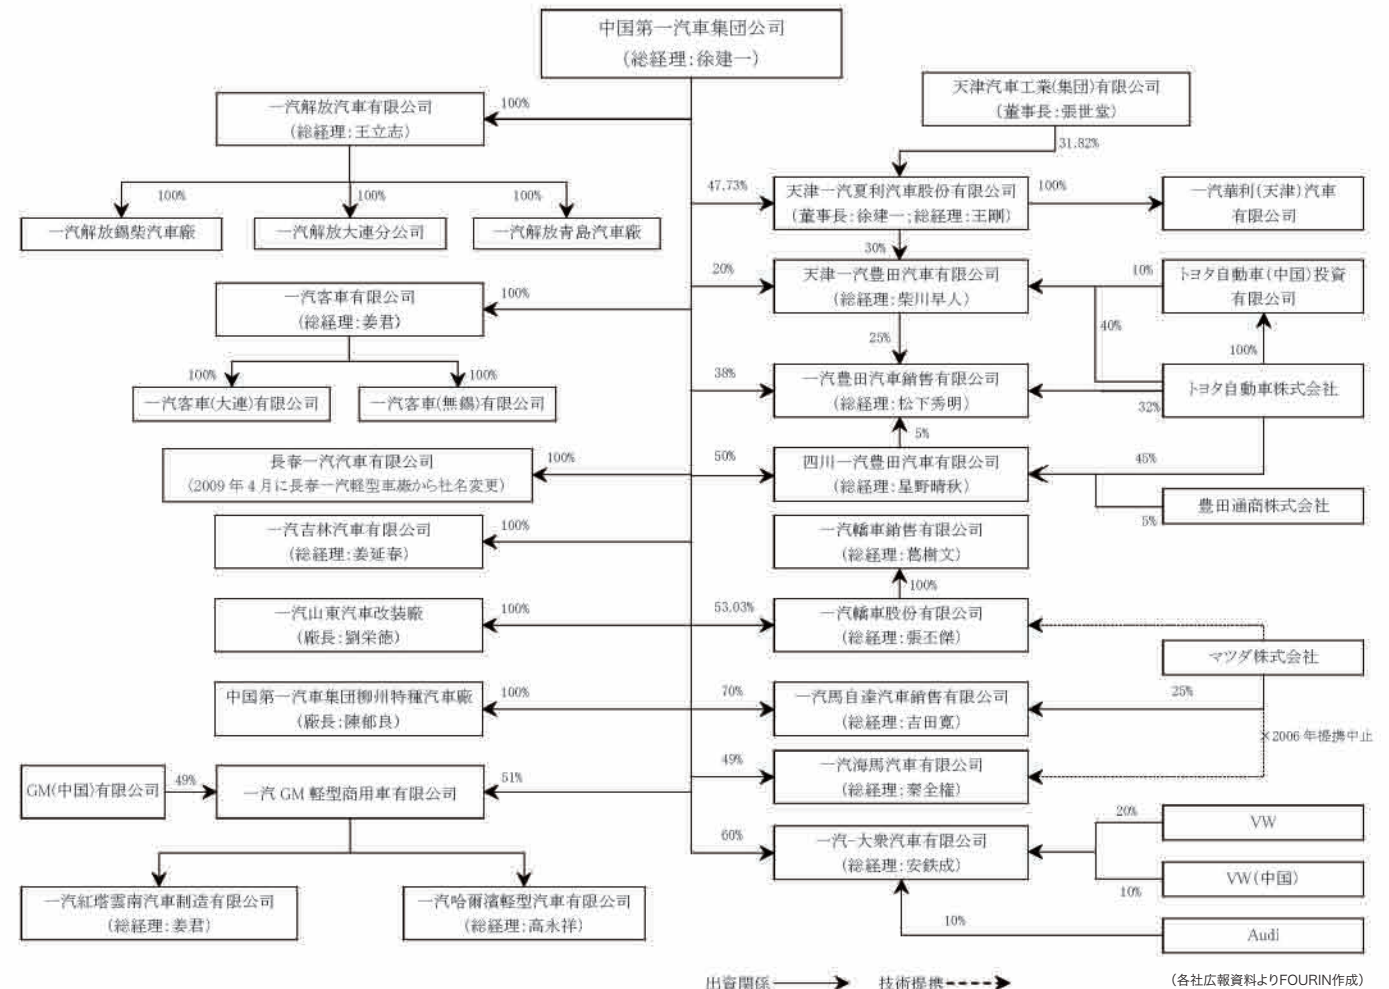 中国第一汽車集団公司
(総経理:徐建一)
天津汽車工業(集団)有限公司
(董事長:張世堂)
31.82%
一汽解放汽車有限公司
(総経理:王立志)
100%
100%
100%
100%
一汽解放錫柴汽車廠
一汽解放大連分公司
一汽解放青島汽車廠
47.73%
天津一汽夏利汽車股份有限公司
(董事長:徐建一;総経理:王剛)
100%
一汽華利(天津)汽車
有限公司
30%
20%
天津一汽豊田汽車有限公司
(総経理:柴川早人)
10%
トヨタ自動車(中国)投資
有限公司
40%
100%
25%
一汽客車有限公司
(総経理:姜君)
100%
100%
100%
一汽客車(大連)有限公司
一汽客車(無錫)有限公司
38%
一汽豊田汽車銷售有限公司
(総経理:松下秀明)
32%
トヨタ自動車株式会社
5%
長春一汽汽車有限公司
(2009年4月に長春一汽軽型車廠から社名変更)
100%
50%
四川一汽豊田汽車有限公司
(総経理:星野晴秋)
45%
5%
豊田通商株式会社
一汽吉林汽車有限公司
(総経理:姜延春)
100%
一汽轎車銷售有限公司
(総経理:葛樹文)
100%
一汽山東汽車改装廠
(廠長:劉栄徳)
100%
53.03%
一汽轎車股份有限公司
(総経理:張丕傑)
マツダ株式会社
中国第一汽車集団柳州特種汽車廠
(廠長:陳郁良)
100%
70%
一汽馬自達汽車銷售有限公司
(総経理:吉田寛)
25%
×2006年提携中止
49%
一汽海馬汽車有限公司
(総経理:秦全権)
GM(中国)有限公司
49%
一汽GM軽型商用車有限公司
51%
一汽紅塔雲南汽車制造有限公司
(総経理:姜君)
一汽哈爾濱軽型汽車有限公司
(総経理:高永祥)
60%
一汽-大衆汽車有限公司
(総経理:安鉄成)
20%
VW
10%
VW(中国)
10%
Audi
出資関係
技術提携
(各社広報資料よりFOURIN作成)